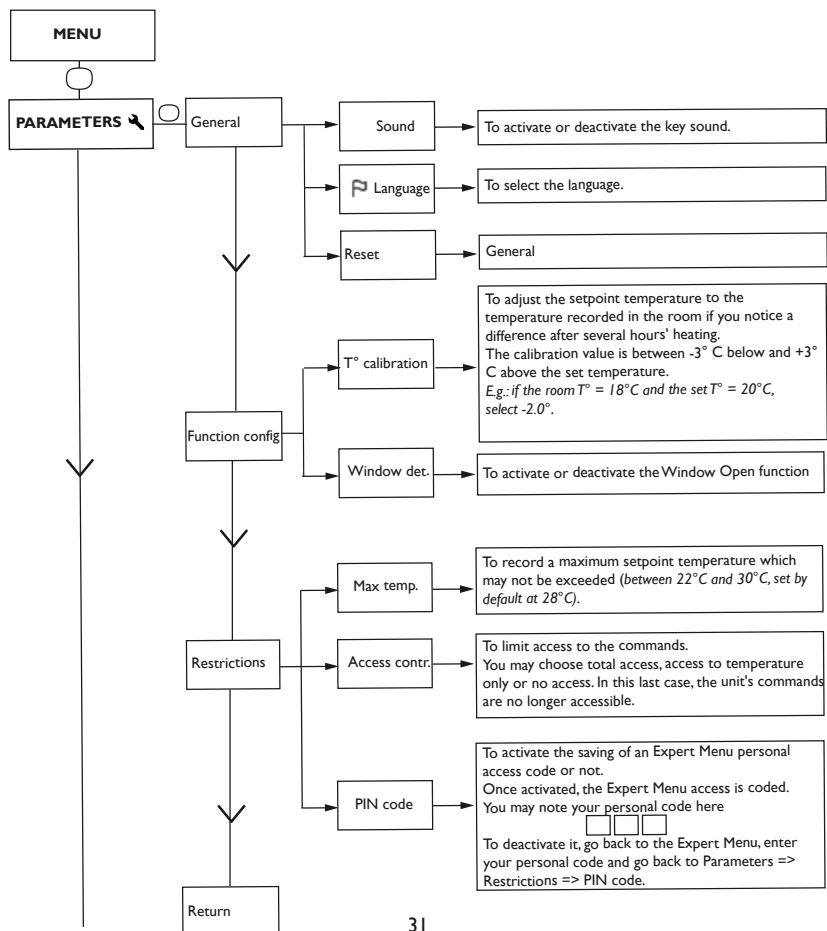 MENU
PARAMETERS
General
Sound
To activate or deactivate the key sound.
Language
To select the language.
Reset
General
T° calibration
To adjust the setpoint temperature to the
temperature recorded in the room if you notice a
difference after several hours' heating.
The calibration value is between -3° C below and +3°
C above the set temperature.
E.g.: if the room T° = 18°C and the set T° = 20°C,
select -2.0°.
Function config
Window det.
To activate or deactivate the Window Open function
Max temp.
To record a maximum setpoint temperature which
may not be exceeded (between 22°C and 30°C, set by
default at 28°C).
Restrictions
Access contr.
To limit access to the commands.
You may choose total access, access to temperature
only or no access. In this last case, the unit's commands
are no longer accessible.
PIN code
To activate the saving of an Expert Menu personal
access code or not.
Once activated, the Expert Menu access is coded.
You may note your personal code here
To deactivate it, go back to the Expert Menu, enter
your personal code and go back to Parameters =>
Restrictions => PIN code.
Return
31